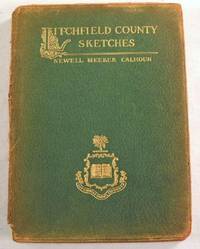 LITCHFIELD COUNTY
SKETCHES
NEWELL MEEKER CALHOUN